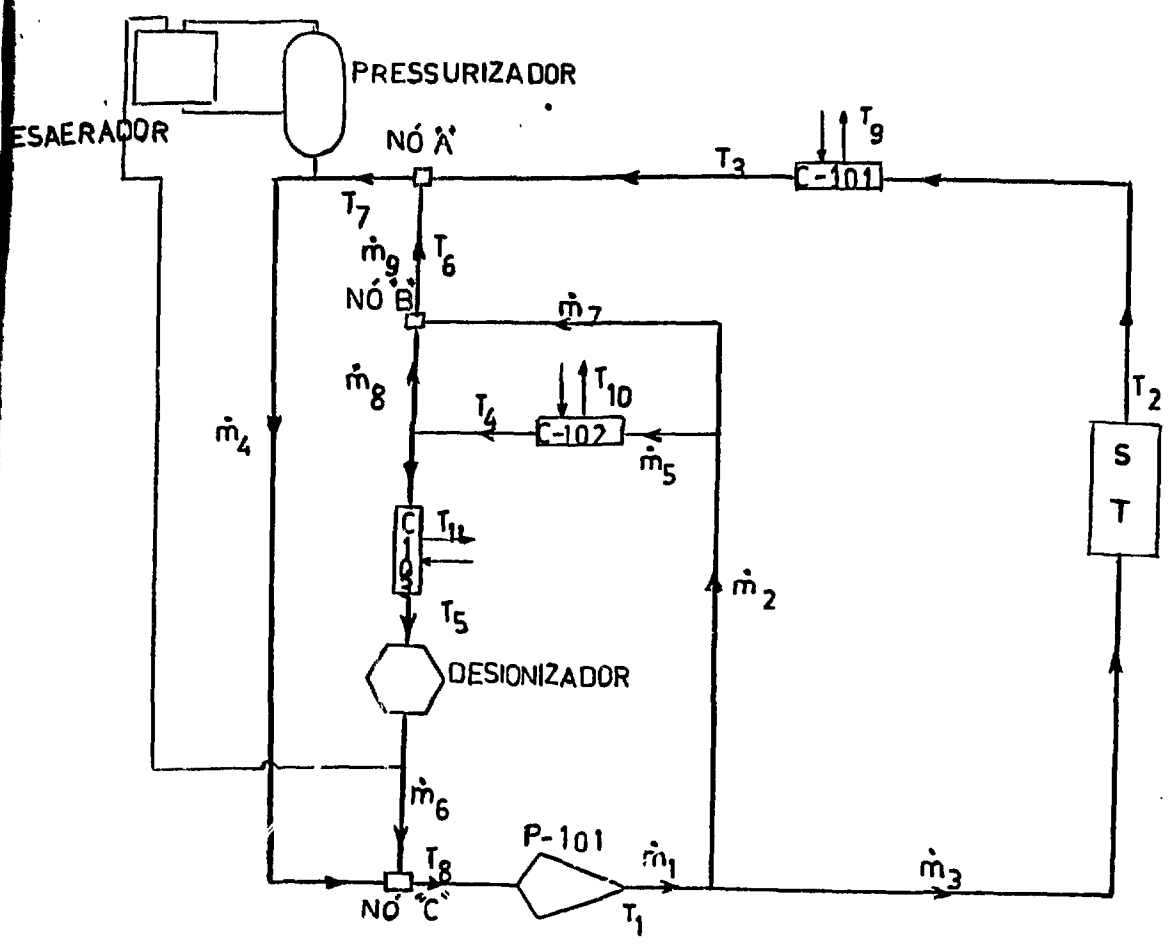 PRESSURIZADOR
ESAERADOR
NÓ "A"
T9
C-101
T3
T7
ṁ9
T6
NÓ "B"
ṁ7
ṁ8
T4
T10
C-102
ṁ5
ṁ4
T2
S
T
C
1
0
3
T11
ṁ2
T5
DESIONIZADOR
ṁ6
P-101
T8
ṁ1
ṁ3
NÓ "C"
T1